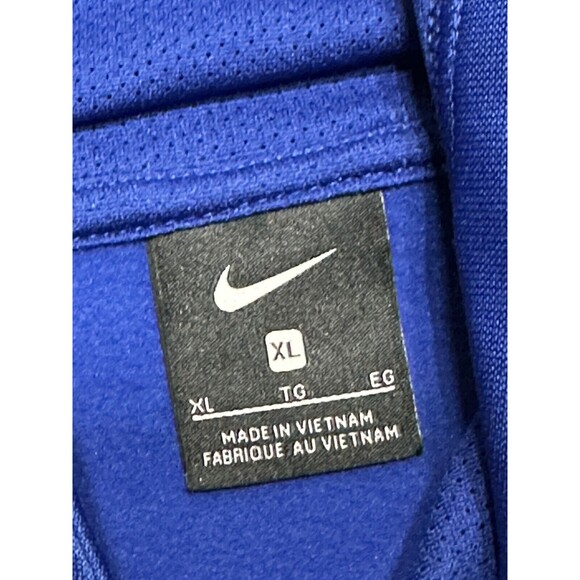 XL
XL TG EG
MADE IN VIETNAM
FABRIQUE AU VIETNAM